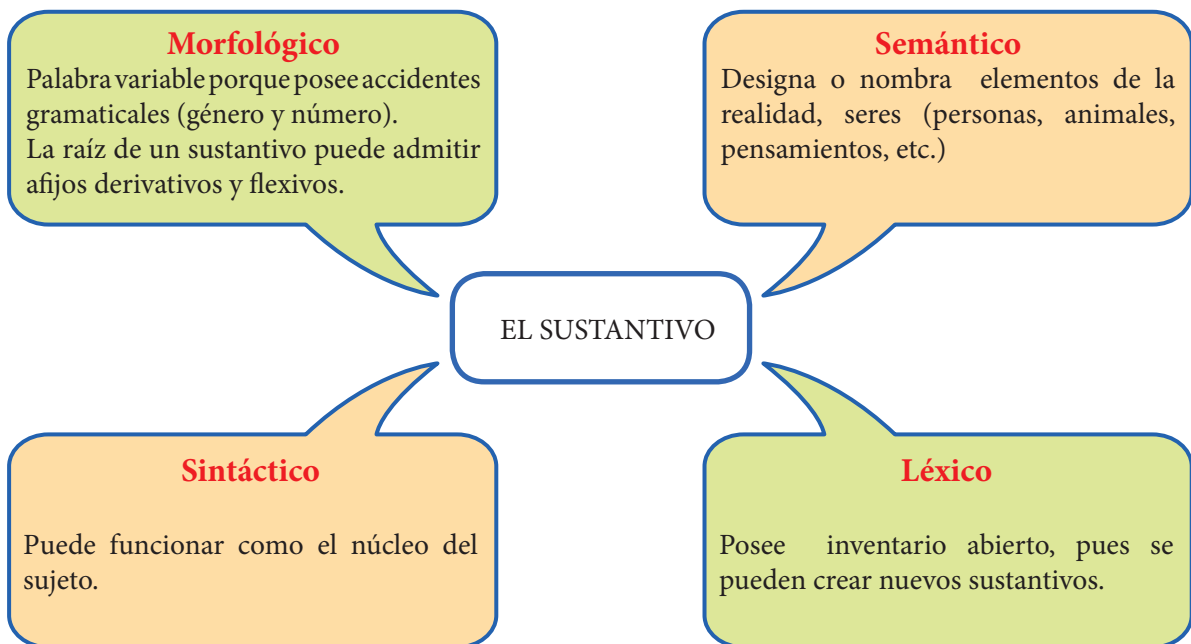 Morfológico
Palabra variable porque posee accidentes
gramaticales (género y número).
La raíz de un sustantivo puede admitir
afijos derivativos y flexivos.
Semántico
Designa o nombra elementos de la
realidad, seres (personas, animales,
pensamientos, etc.)
EL SUSTANTIVO
Sintáctico
Puede funcionar como el núcleo del
sujeto.
Léxico
Posee inventario abierto, pues se
pueden crear nuevos sustantivos.